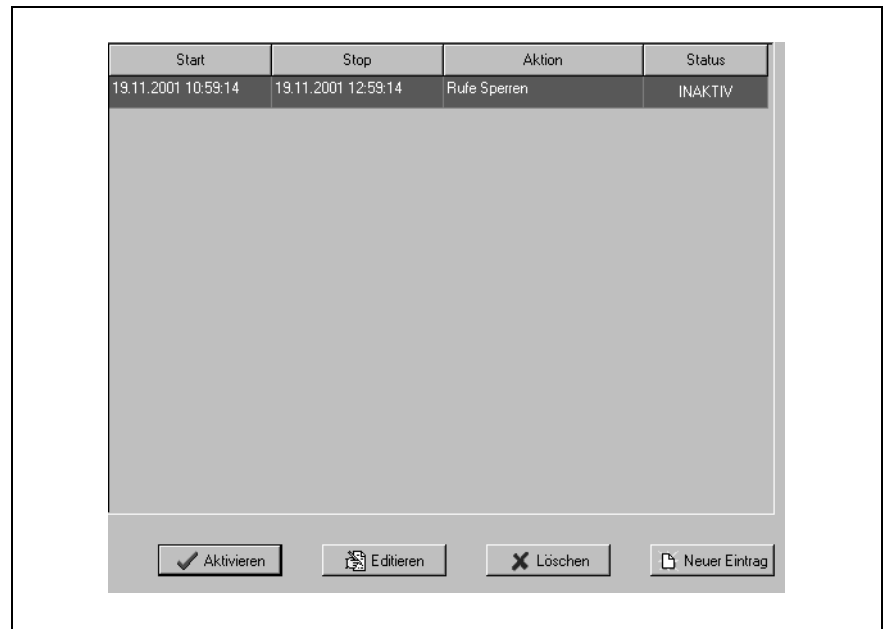 Start Stop Aktion Status
19.11.2001 10:59:14 19.11.2001 12:59:14 Rufe Sperren INAKTIV
Aktivieren Editieren Löschen Neuer Eintrag